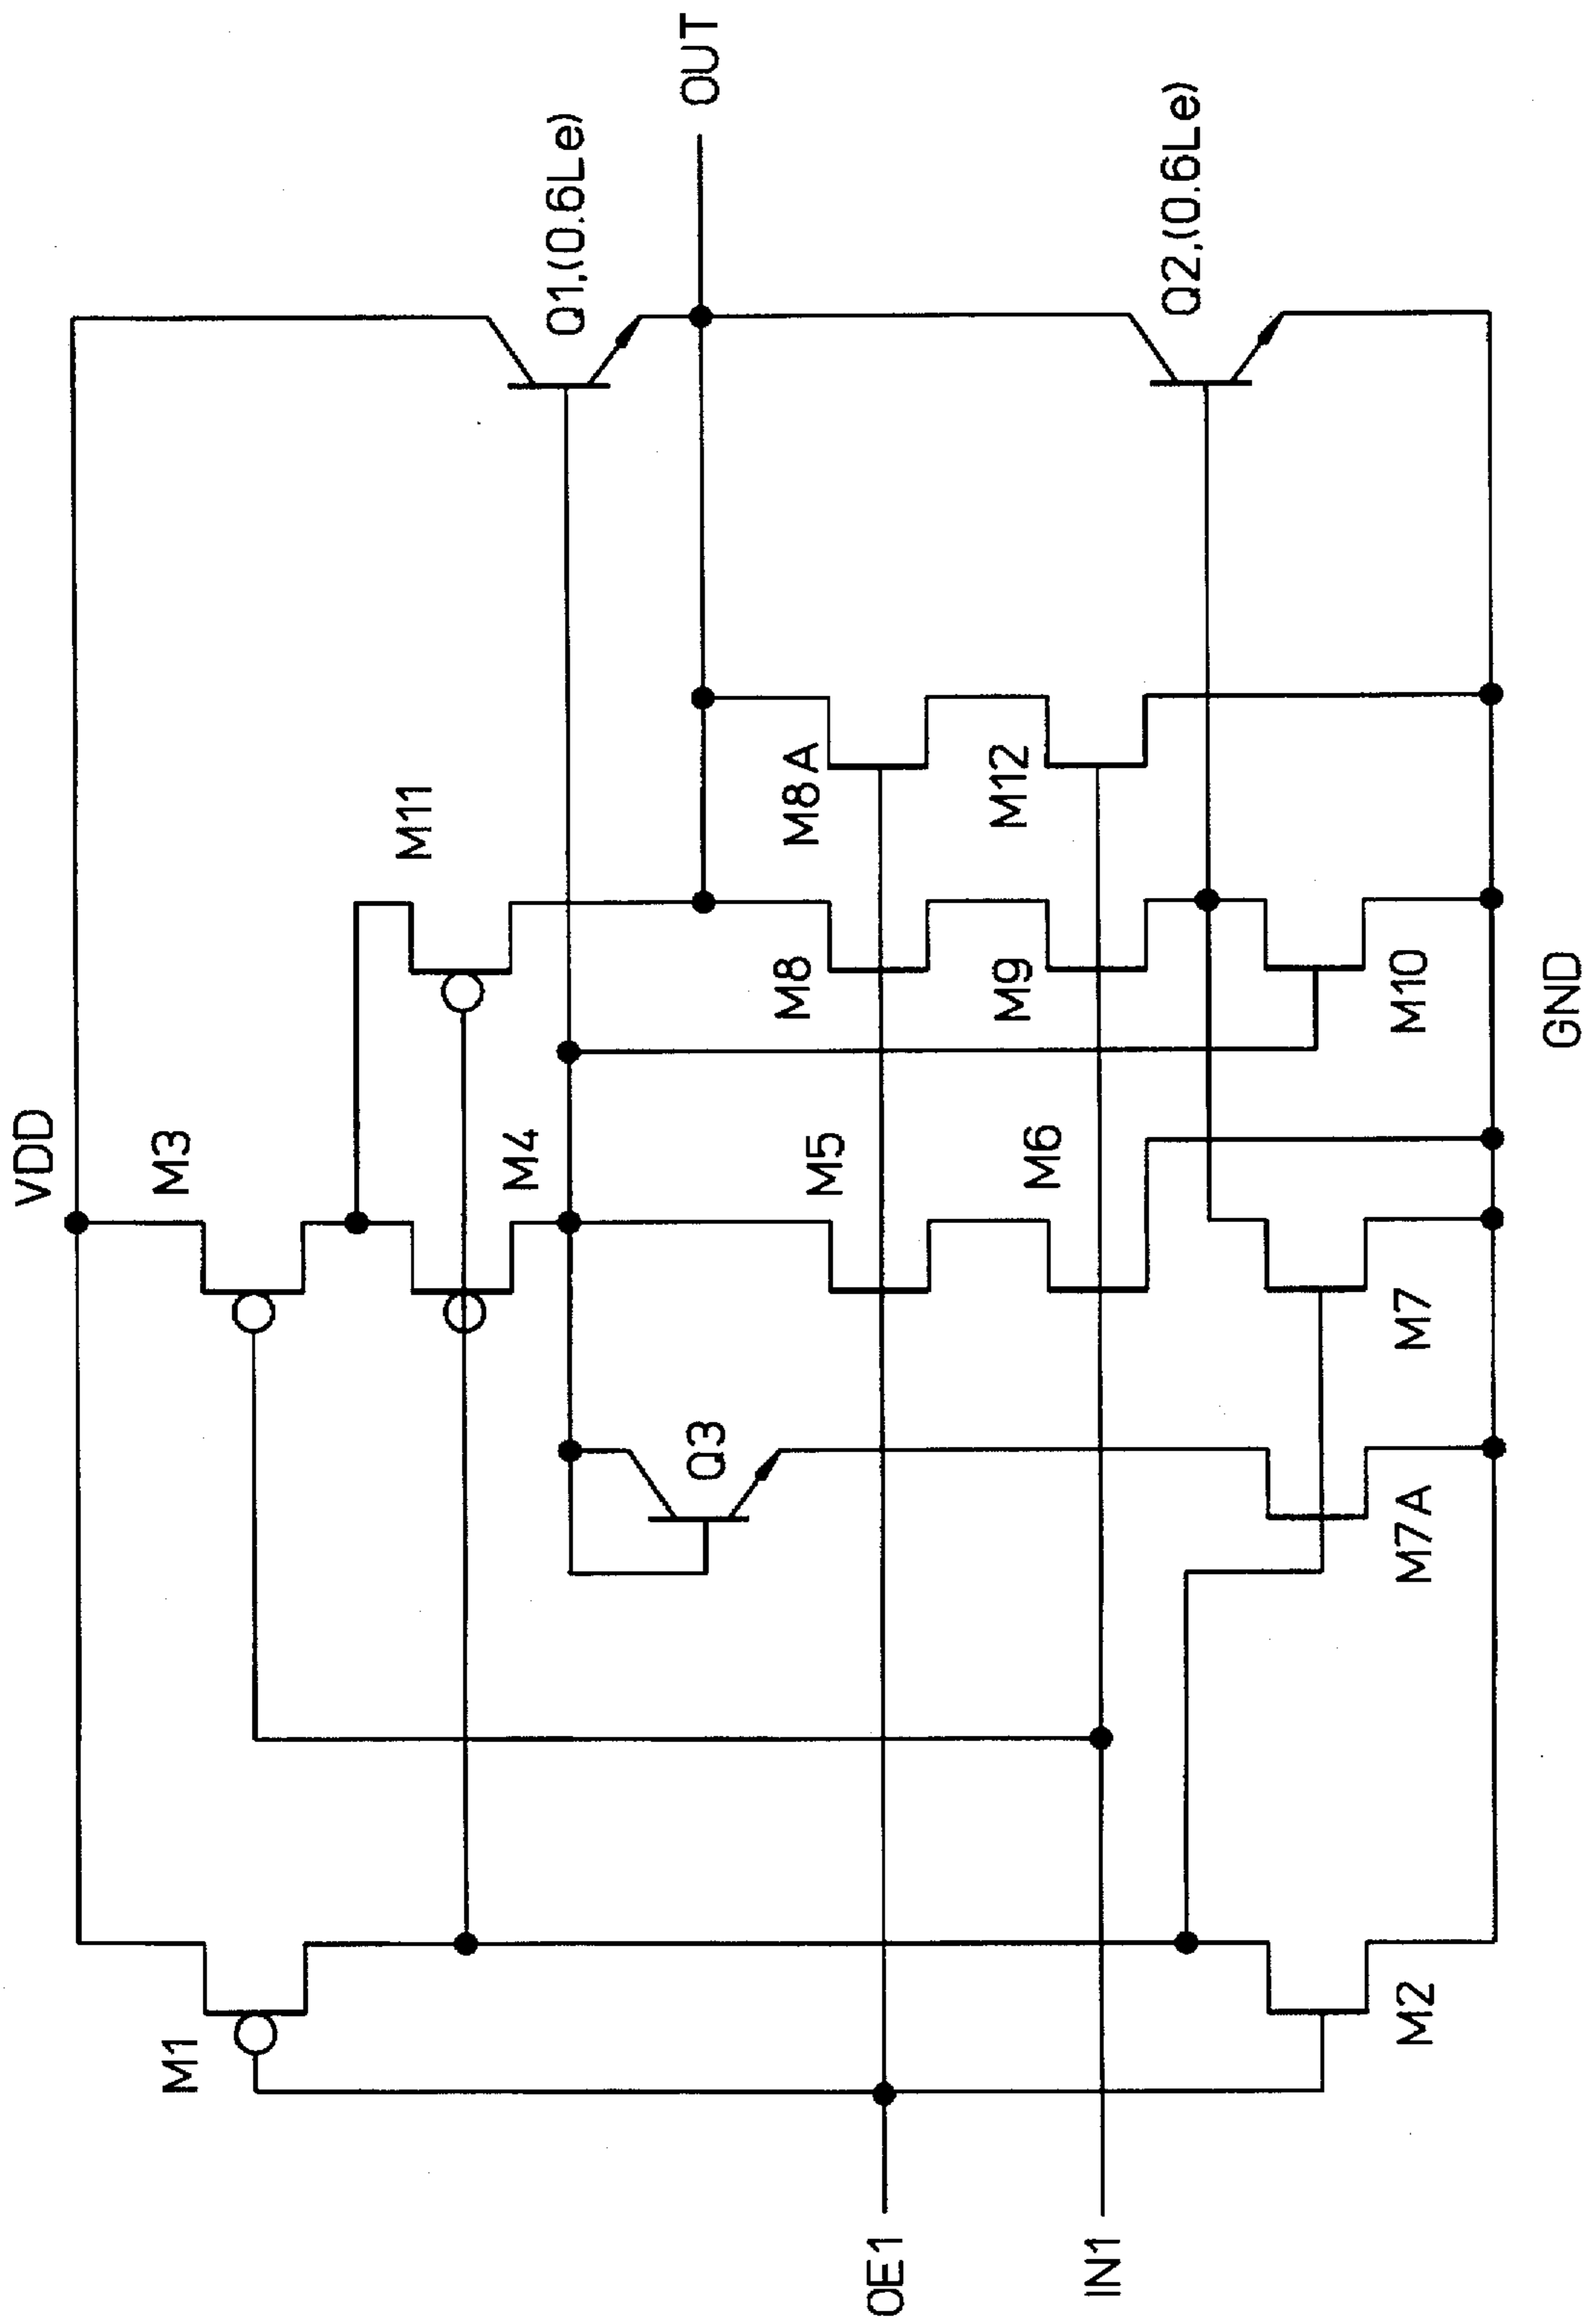 VDD
M1
M3
M11
Q1,(0.6Le)
M4
OUT
Q3
M5
M8
M8A
OE1
M6
M9
M12
IN1
Q2,(0.6Le)
M2
M7A
M7
M10
GND